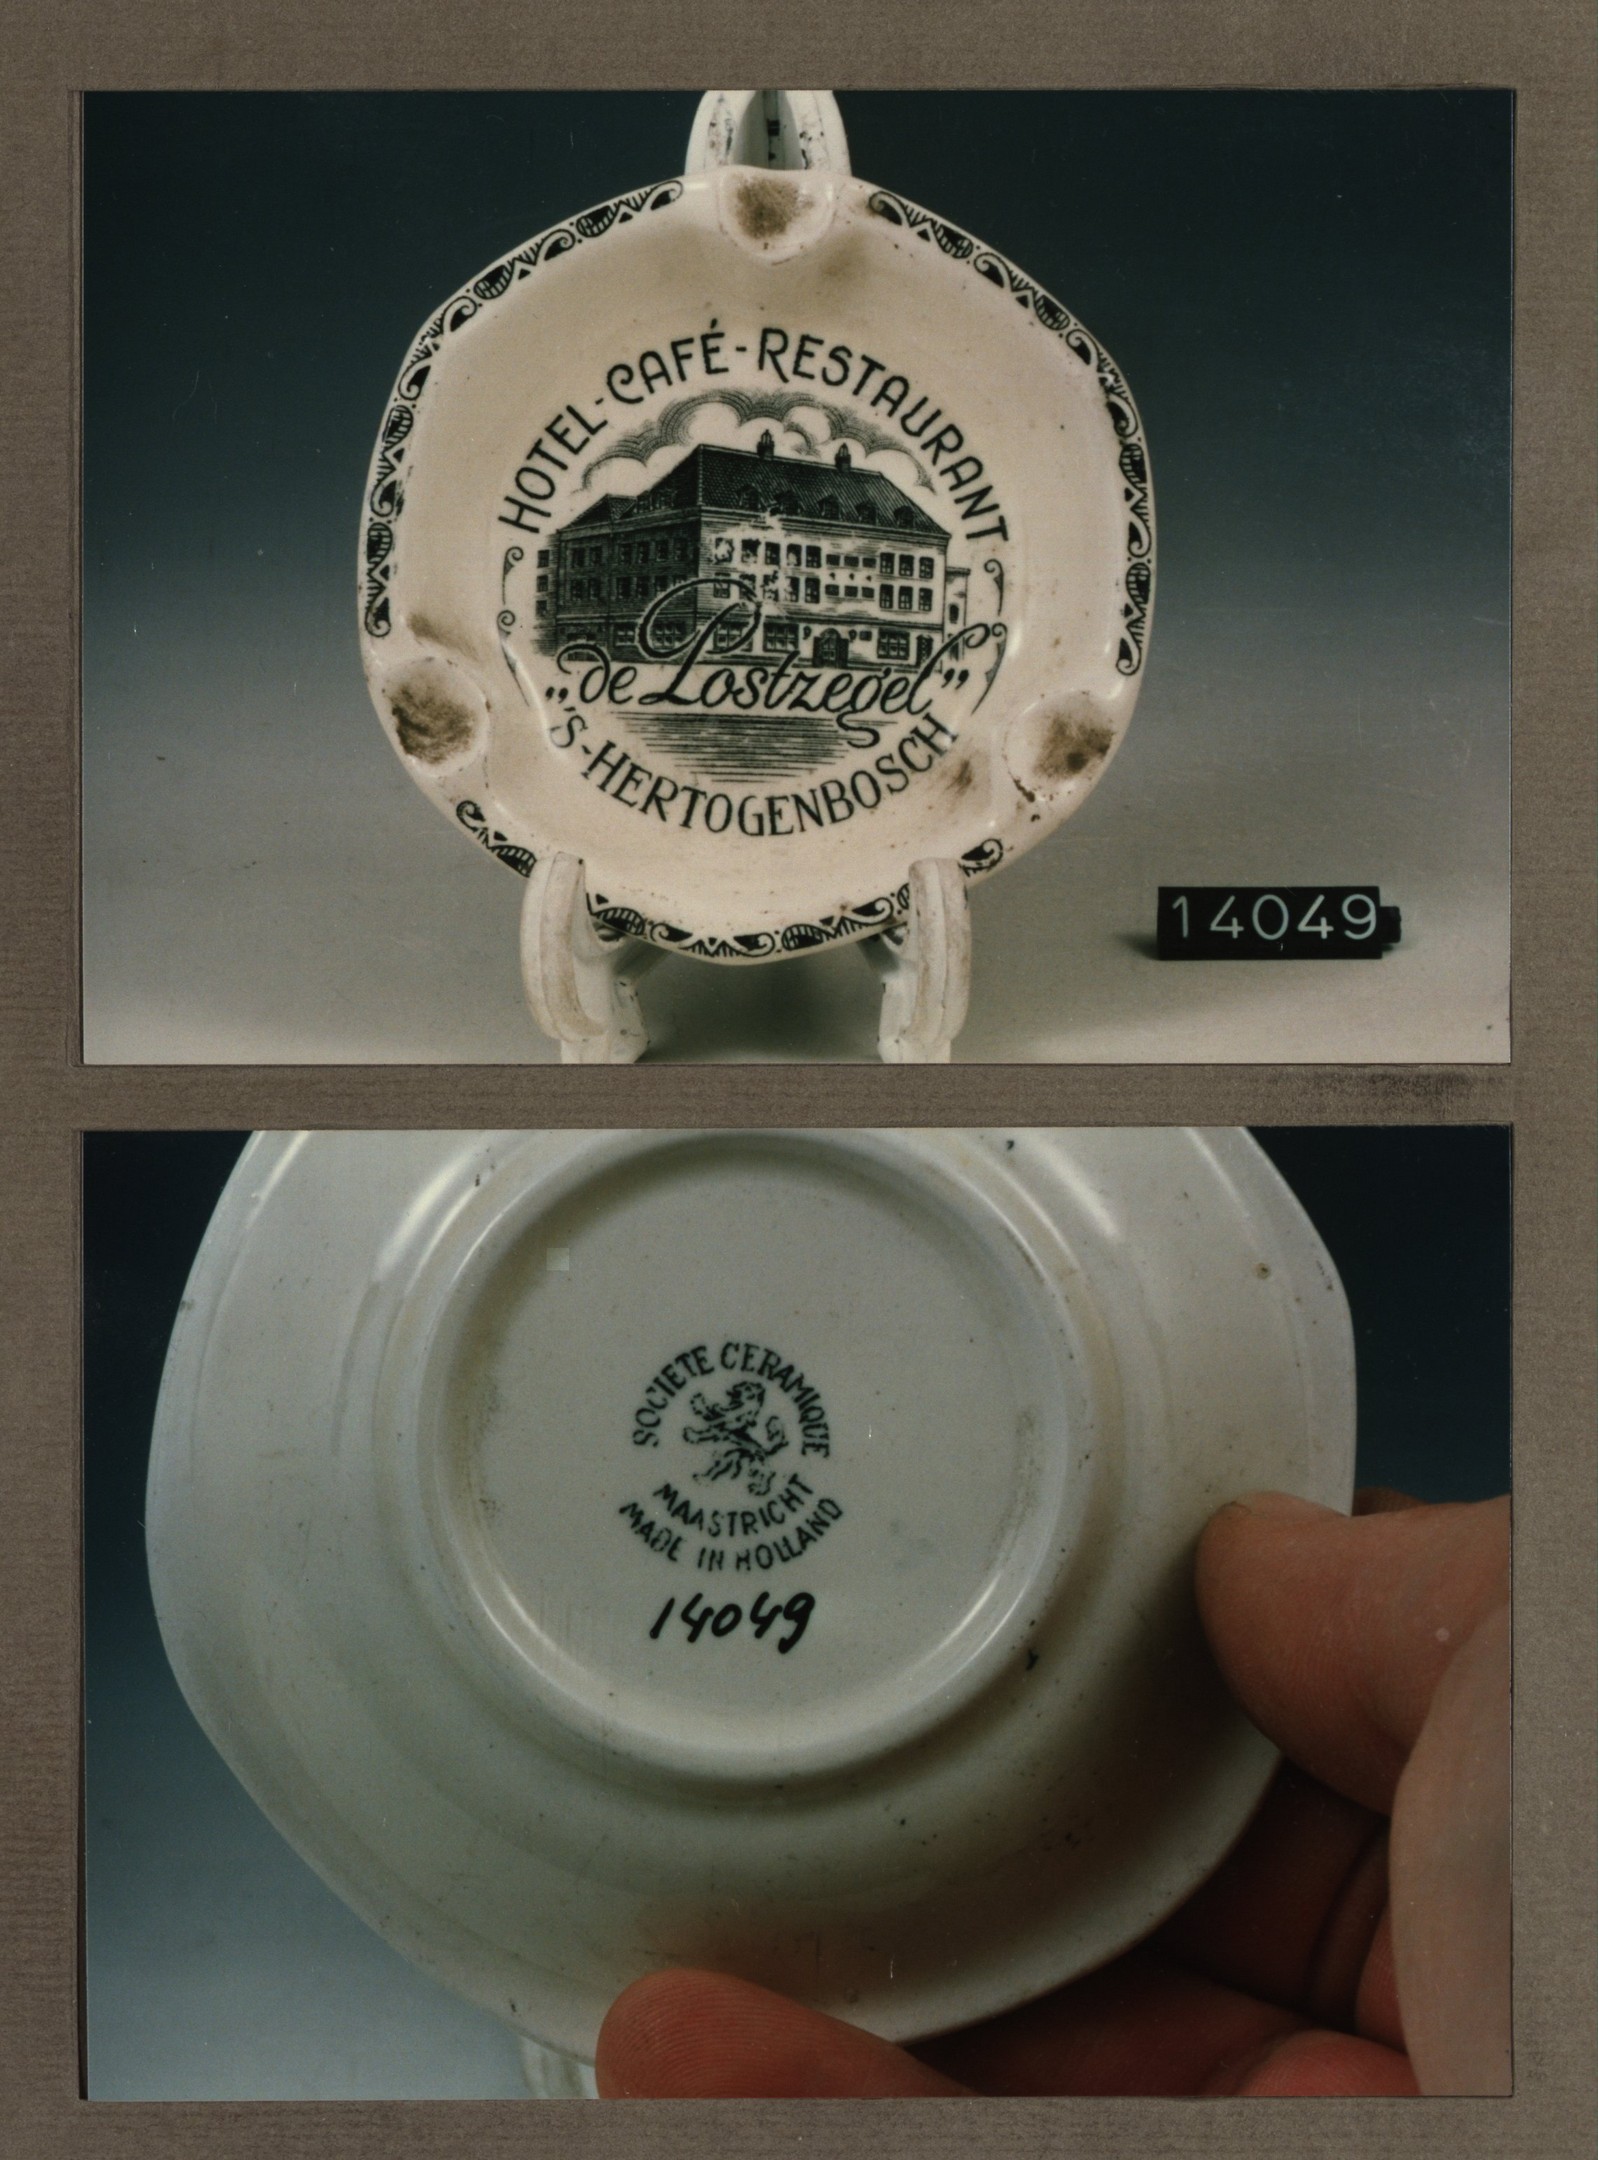 HOTEL-CAFÉ-RESTAURANT
„de Postzegel”
'S-HERTOGENBOSCH
14049
SOCIETE CERAMIQUE
MAASTRICHT
MADE IN HOLLAND
14049